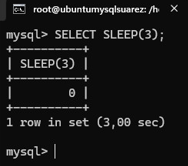 root@ubuntumysqlsuarez: /h
mysql> SELECT SLEEP(3);
+----------+
| SLEEP(3) |
+----------+
|        0 |
+----------+
1 row in set (3,00 sec)
mysql>